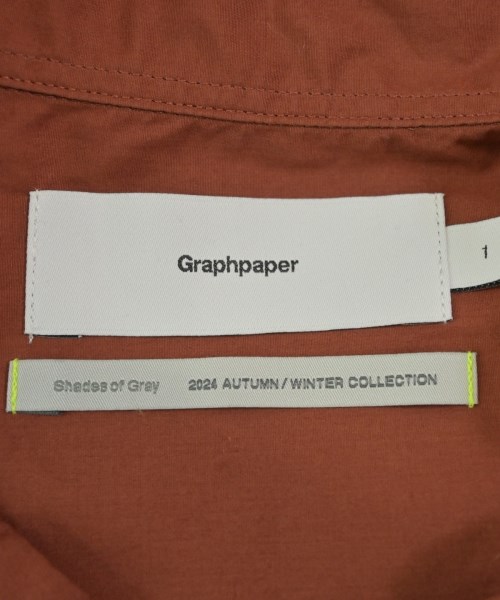 Graphpaper
1
Shades of Gray 2024 AUTUMN / WINTER COLLECTION